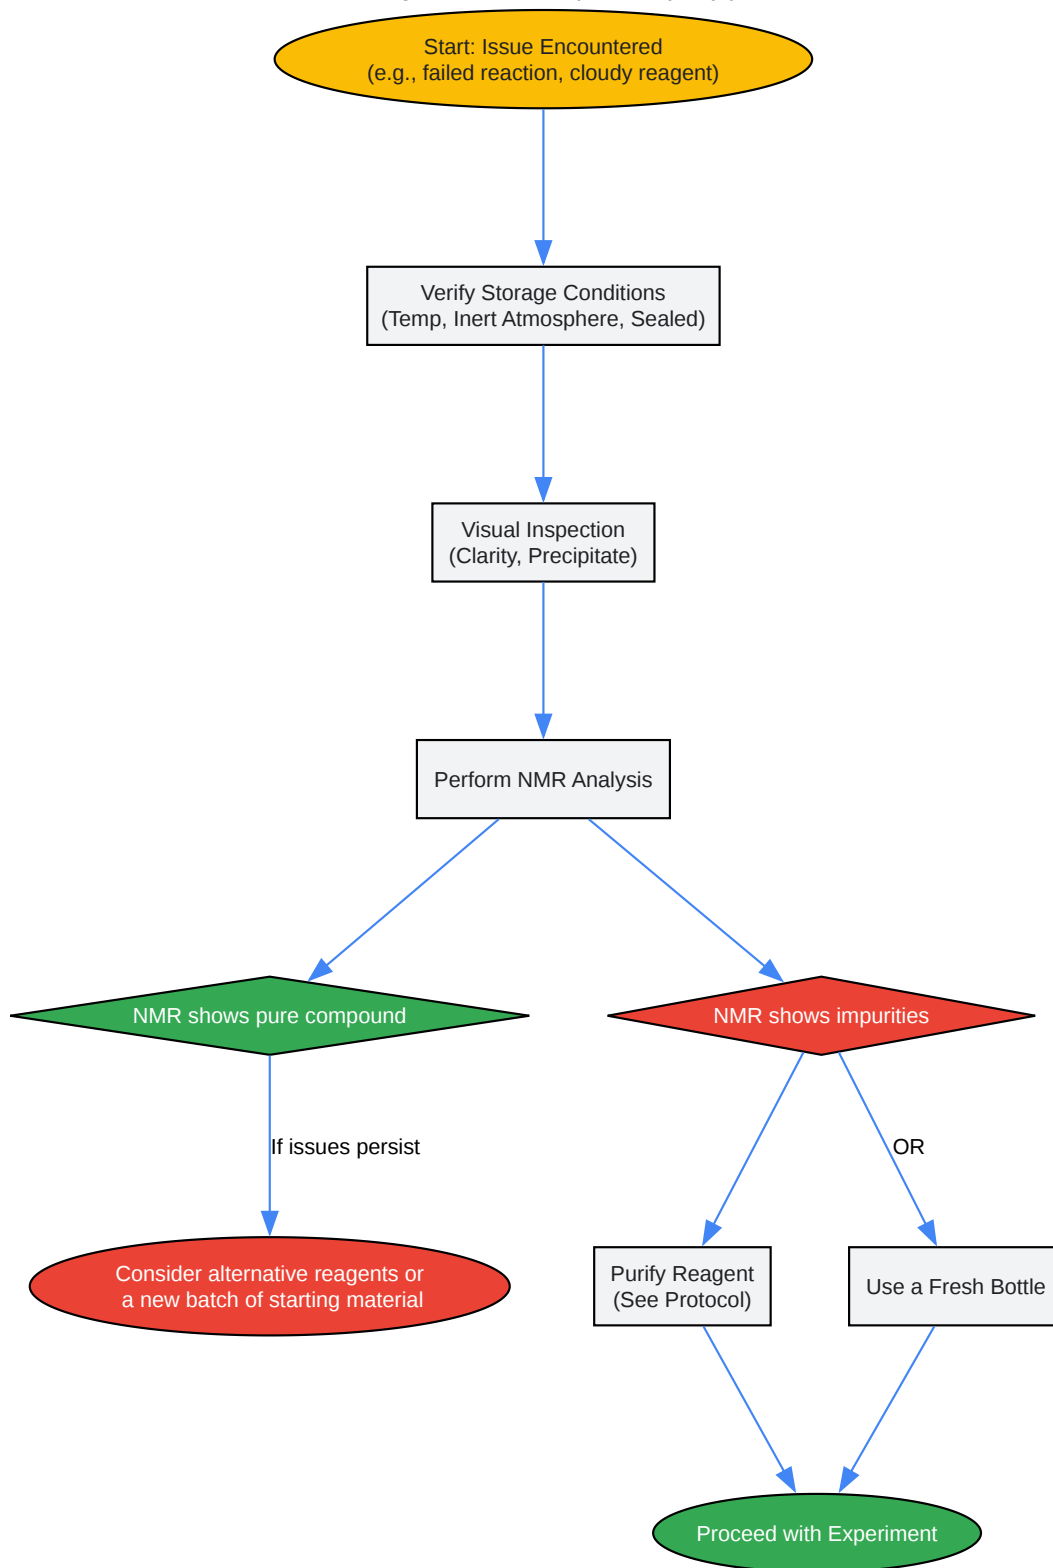 Start: Issue Encountered
(e.g., failed reaction, cloudy reagent)
Verify Storage Conditions
(Temp, Inert Atmosphere, Sealed)
Visual Inspection
(Clarity, Precipitate)
Perform NMR Analysis
NMR shows pure compound
NMR shows impurities
If issues persist
OR
Consider alternative reagents or
a new batch of starting material
Purify Reagent
(See Protocol)
Use a Fresh Bottle
Proceed with Experiment